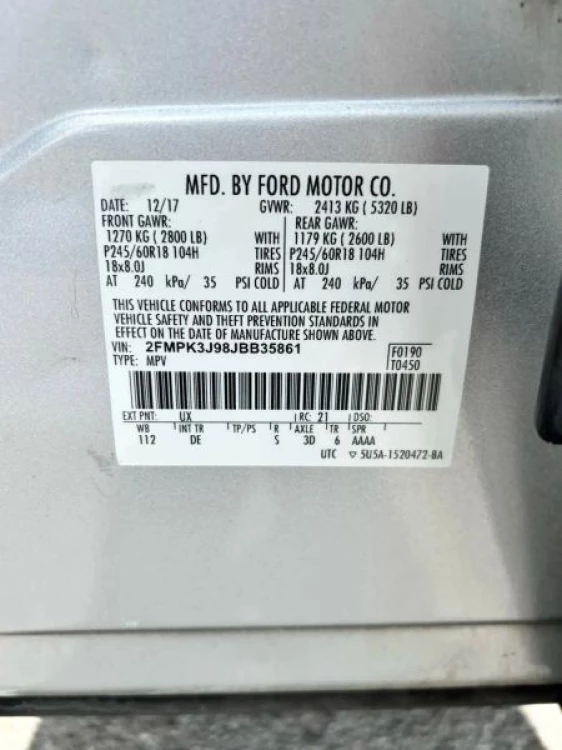 MFD. BY FORD MOTOR CO.
DATE: 12/17 GVWR: 2413 KG ( 5320 LB)
FRONT GAWR: REAR GAWR:
1270 KG ( 2800 LB) WITH 1179 KG ( 2600 LB) WITH
P245/60R18 104H TIRES P245/60R18 104H TIRES
18x8.0J RIMS 18x8.0J RIMS
AT 240 kPa/ 35 PSI COLD AT 240 kPa/ 35 PSI COLD
THIS VEHICLE CONFORMS TO ALL APPLICABLE FEDERAL MOTOR
VEHICLE SAFETY AND THEFT PREVENTION STANDARDS IN
EFFECT ON THE DATE OF MANUFACTURE SHOWN ABOVE.
VIN: 2FMPK3J98JBB35861 F0190
TYPE: MPV T0450
EXT PNT: UX RC: 21 DSO:
WB INT TR TP/PS R AXLE TR SPR
112 DE S 3D 6 AAAA
UTC ▽ 5U5A-1520472-BA